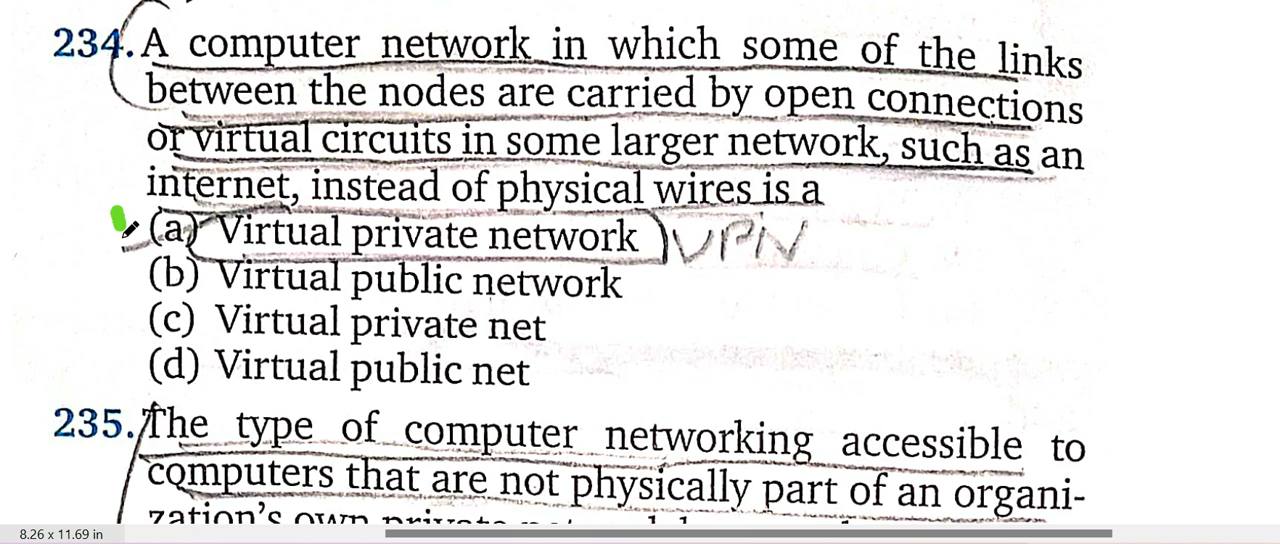 234. A computer network in which some of the links
between the nodes are carried by open connections
or virtual circuits in some larger network, such as an
internet, instead of physical wires is a
(a) Virtual private network VPN
(b) Virtual public network
(c) Virtual private net
(d) Virtual public net
235. The type of computer networking accessible to
computers that are not physically part of an organi-
zation's own
8.26 x 11.69 in